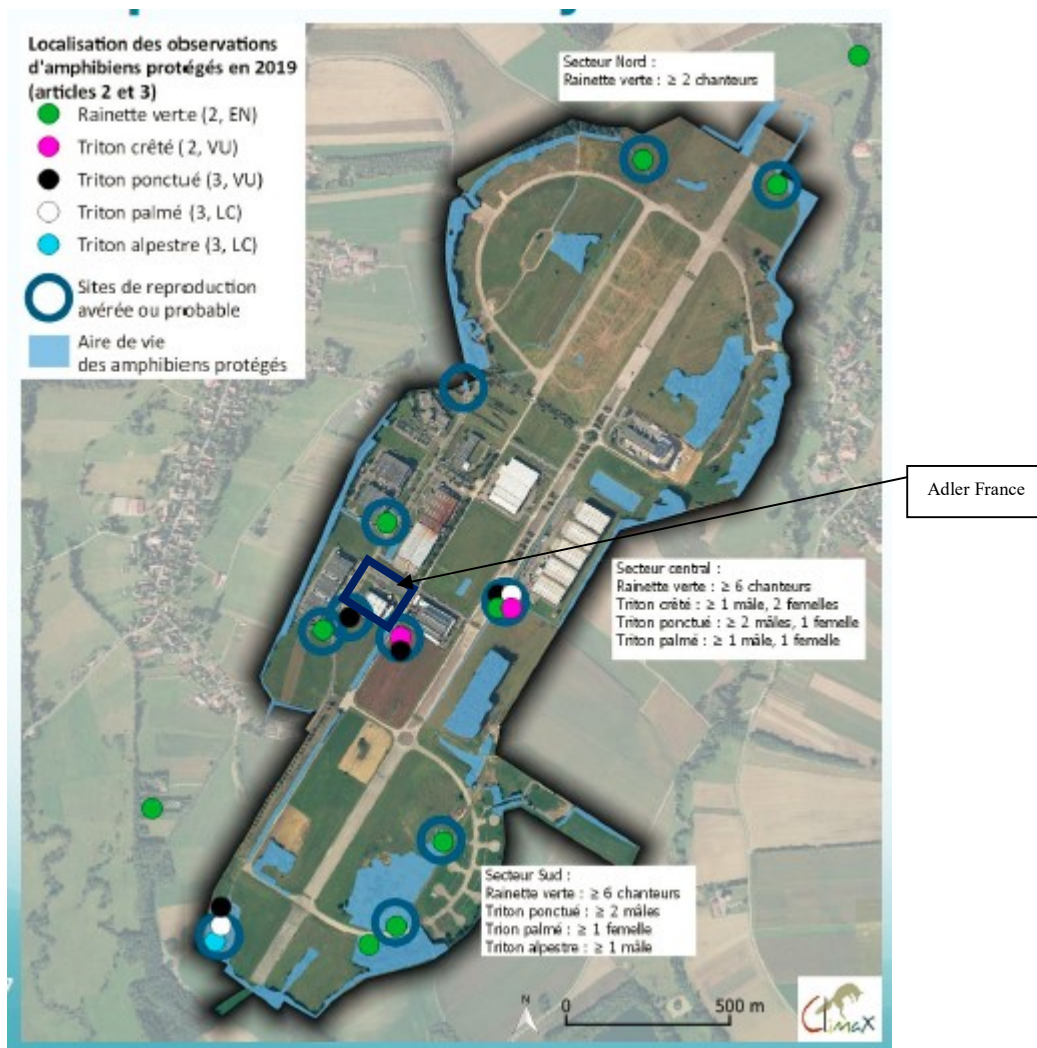 Localisation des observations
d'amphibiens protégés en 2019
(articles 2 et 3)
Rainette verte (2, EN)
Triton crêté (2, VU)
Triton ponctué (3, VU)
Triton palmé (3, LC)
Triton alpestre (3, LC)
Sites de reproduction
avérée ou probable
Aire de vie
des amphibiens protégés
Secteur Nord :
Rainette verte : ≥ 2 chanteurs
Adler France
Secteur central :
Rainette verte : ≥ 6 chanteurs
Triton crêté : ≥ 1 mâle, 2 femelles
Triton ponctué : ≥ 2 mâles, 1 femelle
Triton palmé : ≥ 1 mâle, 1 femelle
Secteur Sud :
Rainette verte : ≥ 6 chanteurs
Triton ponctué : ≥ 2 mâles
Trion palmé : ≥ 1 femelle
Triton alpestre : ≥ 1 mâle
N
0 500 m
Climax